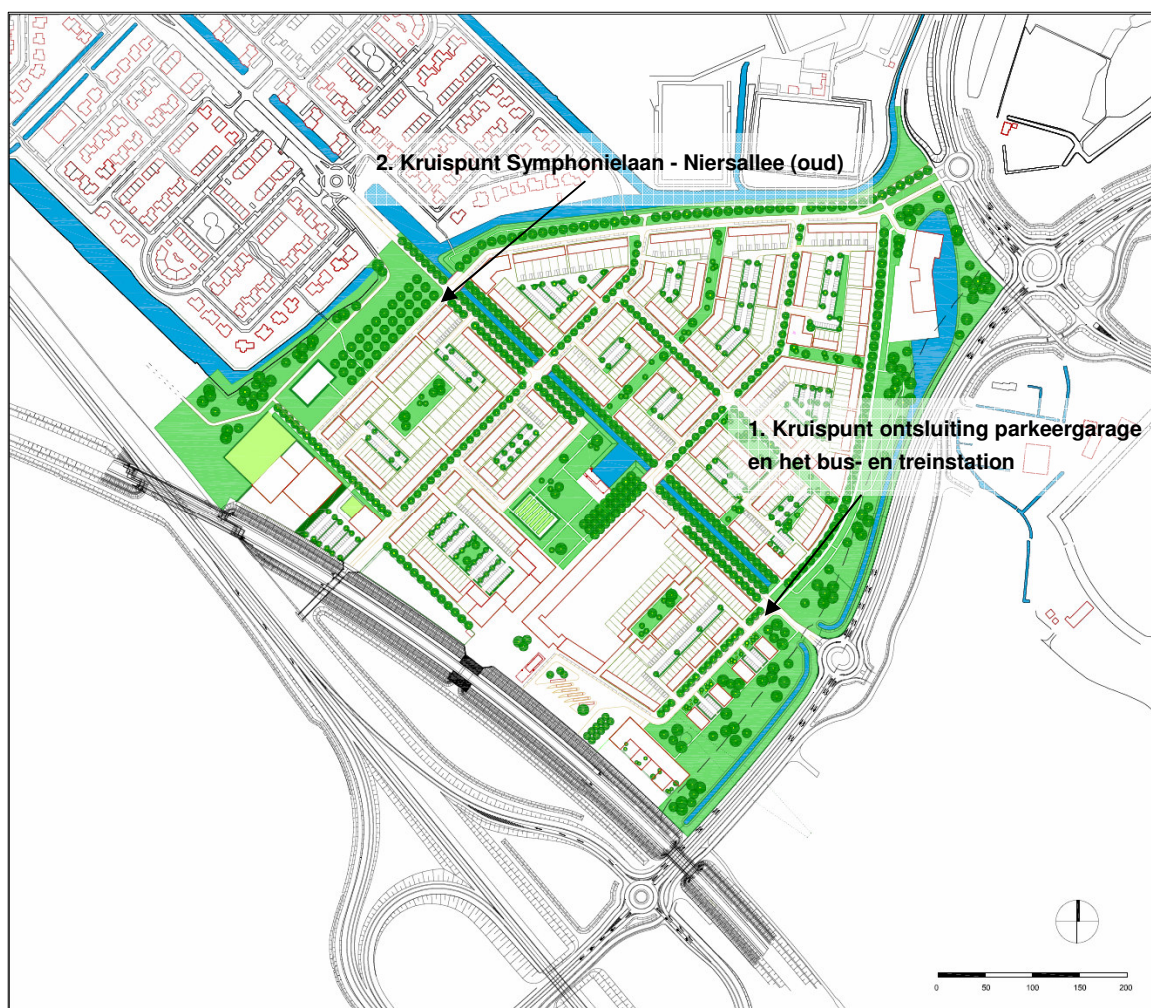 2. Kruispunt Symphonielaan - Niersallee (oud)
1. Kruispunt ontsluiting parkeergarage
en het bus- en treinstation
0 50 100 150 200